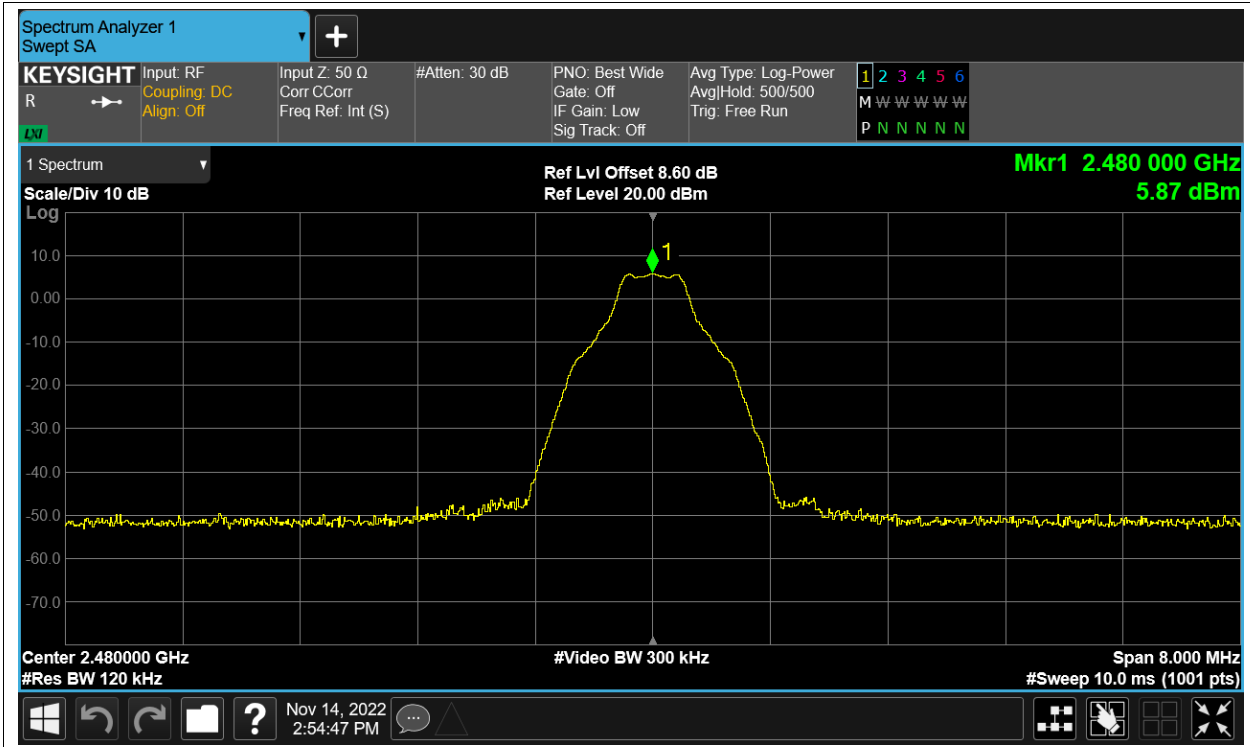 Spectrum Analyzer 1
Swept SA
KEYSIGHT
R
LXI
Input: RF
Coupling: DC
Align: Off
Input Z: 50 Ω
Corr CCorr
Freq Ref: Int (S)
#Atten: 30 dB
PNO: Best Wide
Gate: Off
IF Gain: Low
Sig Track: Off
Avg Type: Log-Power
Avg|Hold: 500/500
Trig: Free Run
1 2 3 4 5 6
M W W W W W
P N N N N N
1 Spectrum
Scale/Div 10 dB
Log
Ref Lvl Offset 8.60 dB
Ref Level 20.00 dBm
Mkr1 2.480 000 GHz
5.87 dBm
1
10.0
0.00
-10.0
-20.0
-30.0
-40.0
-50.0
-60.0
-70.0
Center 2.480000 GHz
#Res BW 120 kHz
#Video BW 300 kHz
Span 8.000 MHz
#Sweep 10.0 ms (1001 pts)
?
Nov 14, 2022
2:54:47 PM